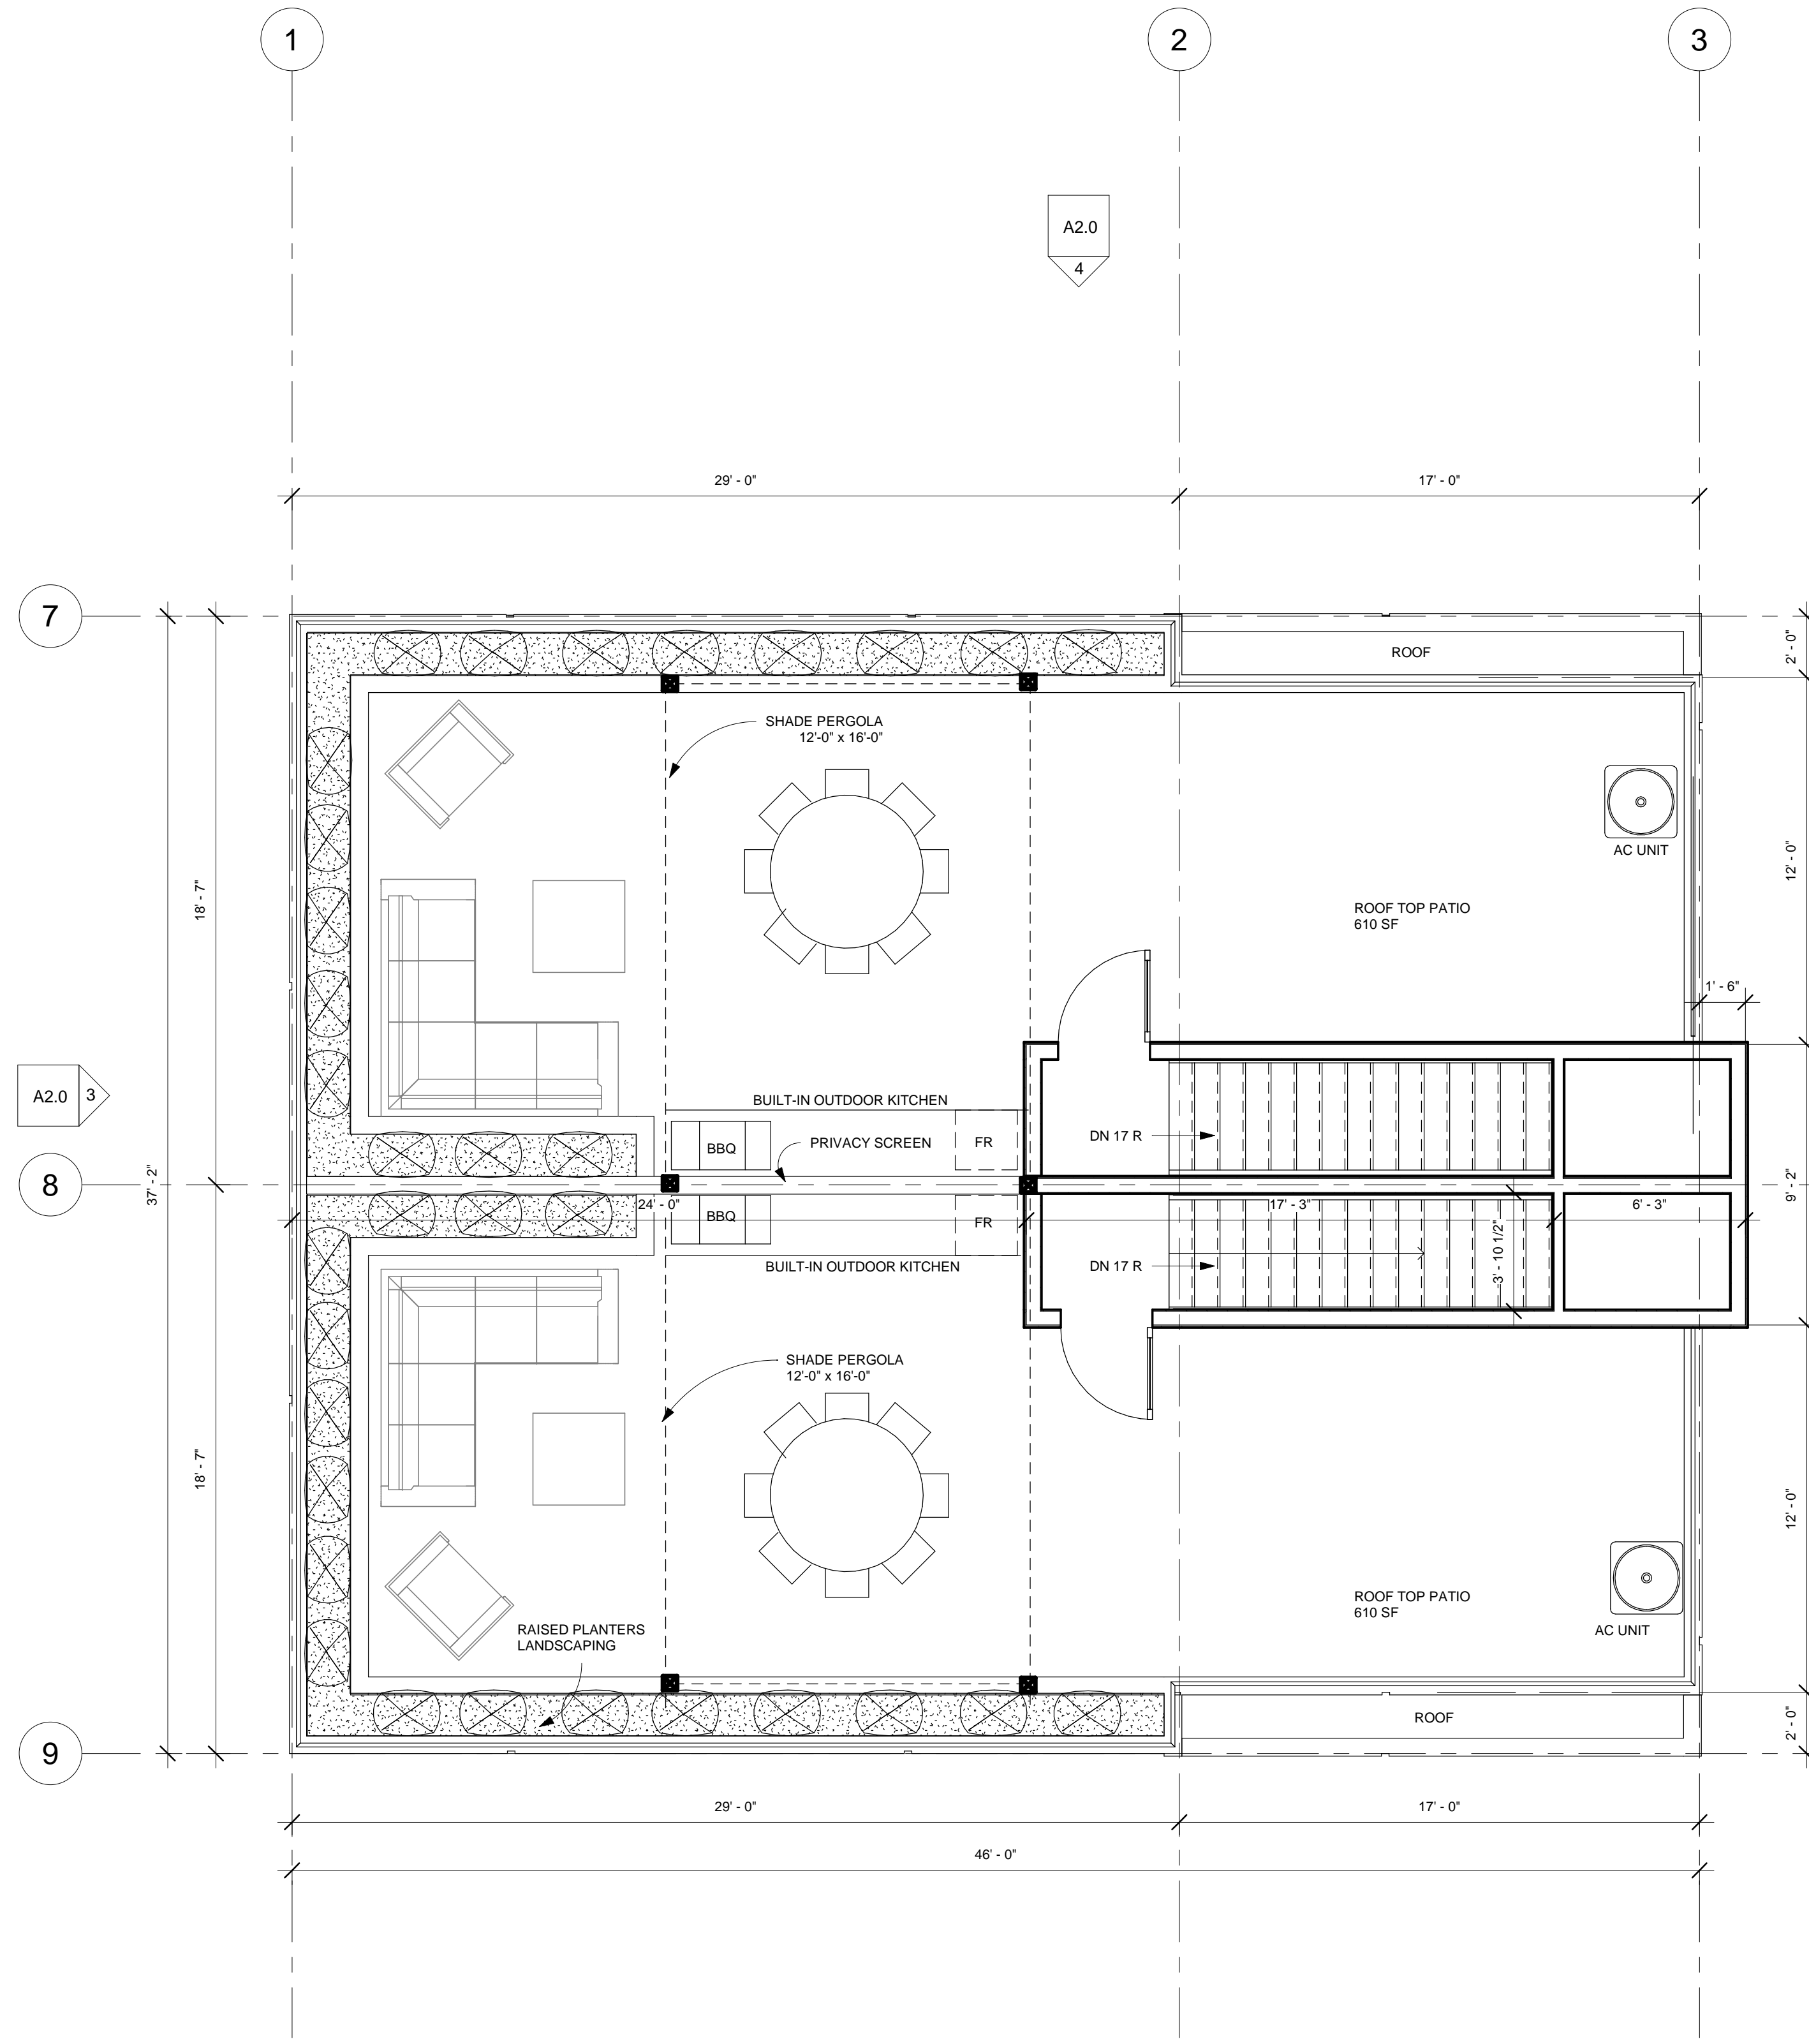 1
2
3
A2.0
4
29' - 0"
17' - 0"
7
2' - 0"
ROOF
SHADE PERGOLA
12'-0" x 16'-0"
AC UNIT
12' - 0"
18' - 7"
ROOF TOP PATIO
610 SF
1' - 6"
A2.0
3
BUILT-IN OUTDOOR KITCHEN
BBQ
PRIVACY SCREEN
FR
DN 17 R
8
37' - 2"
9' - 2"
24' - 0"
17' - 3"
6' - 3"
BBQ
FR
3' - 10 1/2"
BUILT-IN OUTDOOR KITCHEN
DN 17 R
SHADE PERGOLA
12'-0" x 16'-0"
18' - 7"
12' - 0"
ROOF TOP PATIO
610 SF
AC UNIT
RAISED PLANTERS
LANDSCAPING
ROOF
2' - 0"
9
29' - 0"
17' - 0"
46' - 0"